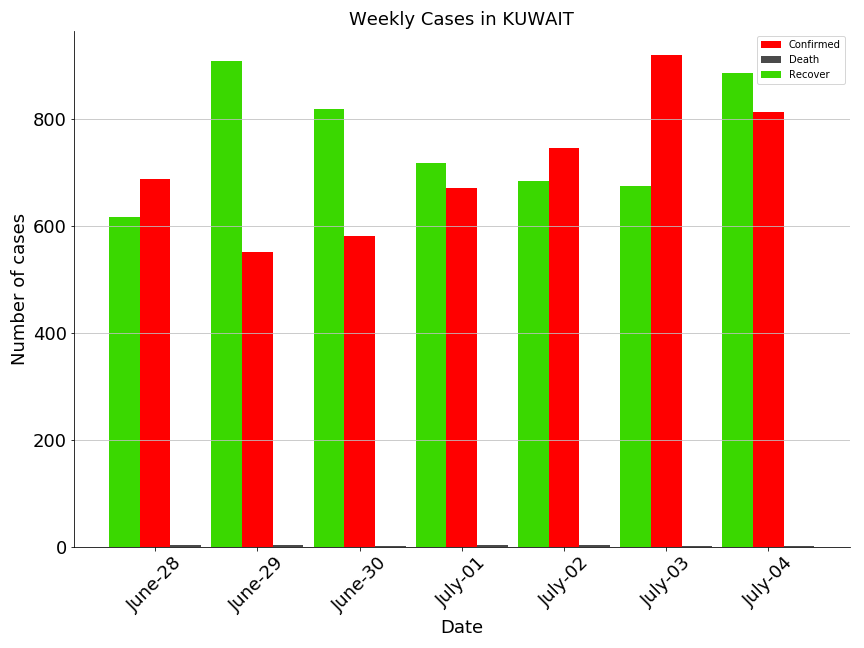 Weekly Cases in KUWAIT
Confirmed
Death
Recover
Number of cases
800
600
400
200
0
June-28
June-29
June-30
July-01
July-02
July-03
July-04
Date